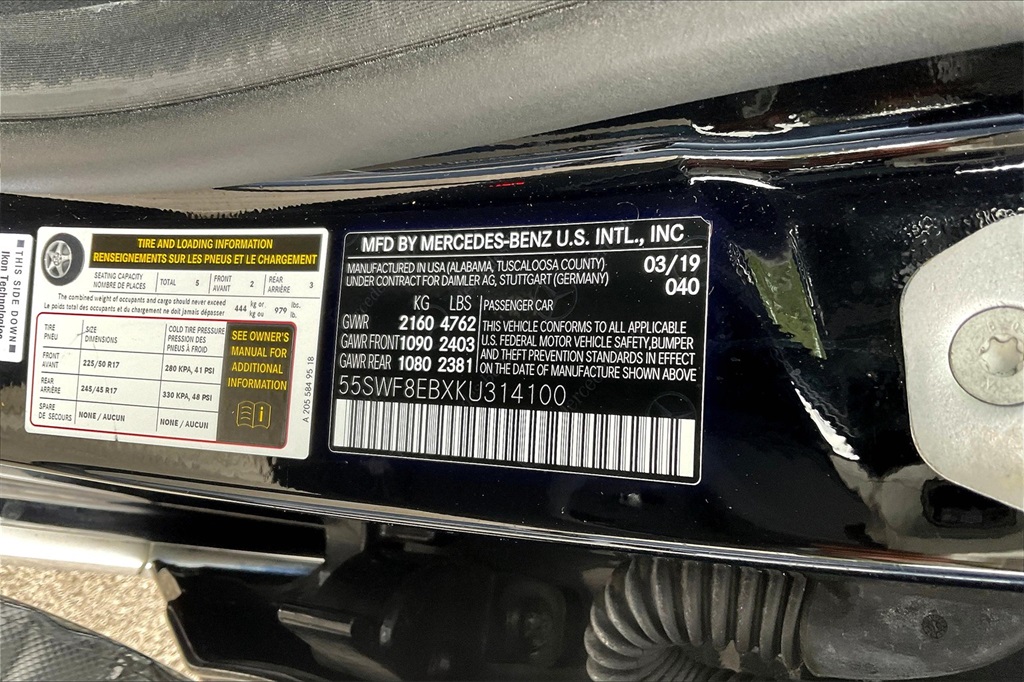 THIS SIDE DOWN
Ikon Technologies
TIRE AND LOADING INFORMATION
RENSEIGNEMENTS SUR LES PNEUS ET LE CHARGEMENT
SEATING CAPACITY
NOMBRE DE PLACES
TOTAL 5
FRONT
AVANT 2
REAR
ARRIÈRE 3
The combined weight of occupants and cargo should never exceed
Le poids total des occupants et du chargement ne doit jamais dépasser
444 kg or
kg ou
979 lbs.
lb.
TIRE
PNEU
SIZE
DIMENSIONS
COLD TIRE PRESSURE
PRESSION DES
PNEUS À FROID
FRONT
AVANT
225/50 R17
280 KPA, 41 PSI
REAR
ARRIÈRE
245/45 R17
330 KPA, 48 PSI
SPARE
DE SECOURS
NONE / AUCUN
NONE / AUCUN
SEE OWNER'S
MANUAL FOR
ADDITIONAL
INFORMATION
A 205 584 95 18
MFD BY MERCEDES-BENZ U.S. INTL., INC
MANUFACTURED IN USA (ALABAMA, TUSCALOOSA COUNTY)
UNDER CONTRACT FOR DAIMLER AG, STUTTGART (GERMANY)
03/19
040
KG LBS
GVWR 2160 4762
GAWR FRONT 1090 2403
GAWR REAR 1080 2381
PASSENGER CAR
THIS VEHICLE CONFORMS TO ALL APPLICABLE
U.S. FEDERAL MOTOR VEHICLE SAFETY,BUMPER
AND THEFT PREVENTION STANDARDS IN EFFECT
ON THE DATE OF MANUFACTURE SHOWN ABOVE
55SWF8EBXKU314100